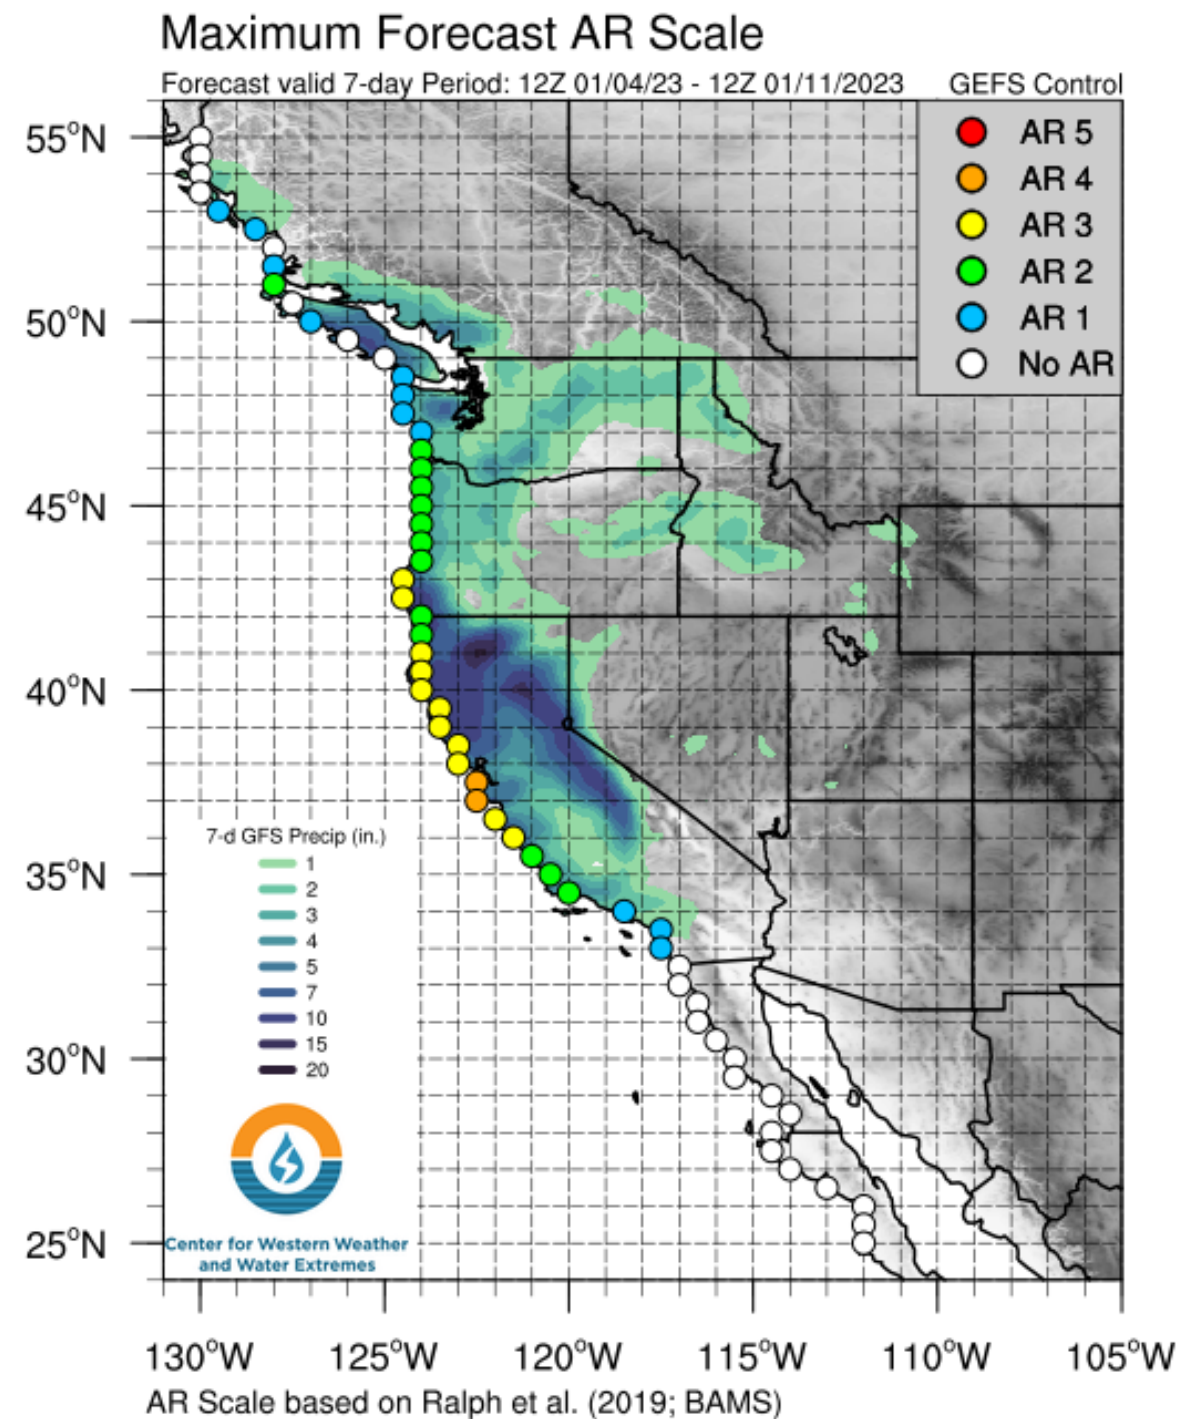 Maximum Forecast AR Scale
Forecast valid 7-day Period: 12Z 01/04/23 - 12Z 01/11/2023 GEFS Control
AR 5
AR 4
AR 3
AR 2
AR 1
No AR
55°N
50°N
45°N
40°N
35°N
30°N
25°N
7-d GFS Precip (in.)
1
2
3
4
5
7
10
15
20
Center for Western Weather
and Water Extremes
130°W 125°W 120°W 115°W 110°W 105°W
AR Scale based on Ralph et al. (2019; BAMS)